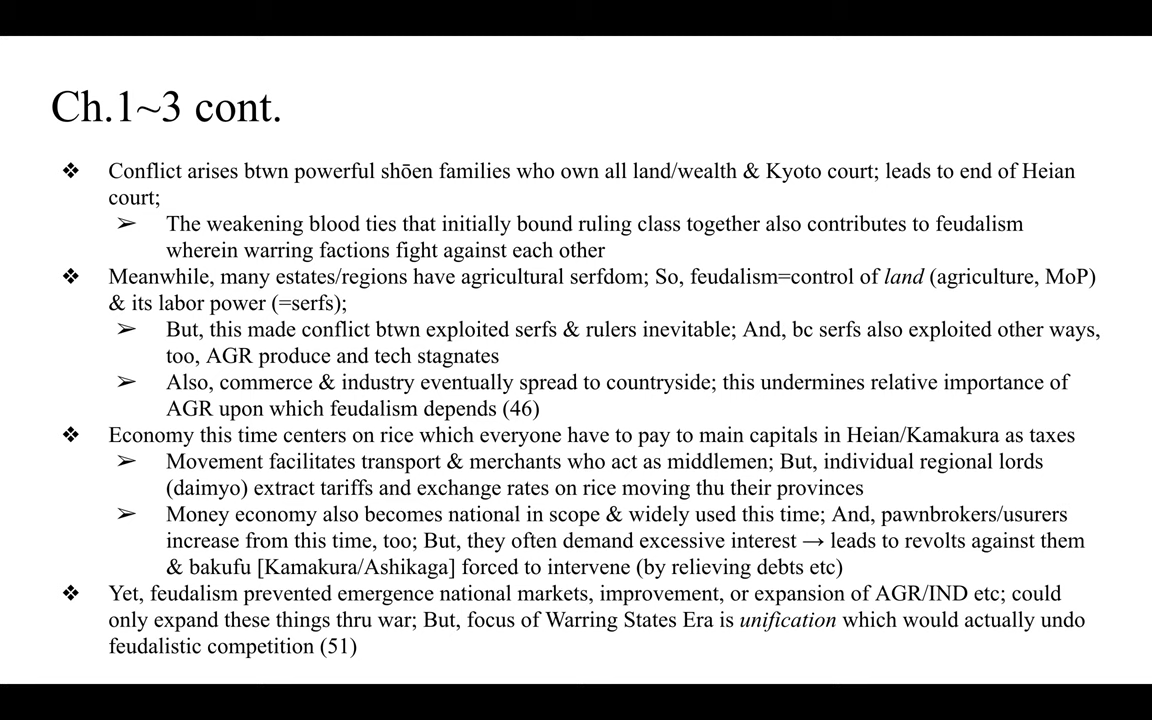 Ch.1~3 cont.
❖ Conflict arises btwn powerful shōen families who own all land/wealth & Kyoto court; leads to end of Heian
court;
➢ The weakening blood ties that initially bound ruling class together also contributes to feudalism
wherein warring factions fight against each other
❖ Meanwhile, many estates/regions have agricultural serfdom; So, feudalism=control of land (agriculture, MoP)
& its labor power (=serfs);
➢ But, this made conflict btwn exploited serfs & rulers inevitable; And, bc serfs also exploited other ways,
too, AGR produce and tech stagnates
➢ Also, commerce & industry eventually spread to countryside; this undermines relative importance of
AGR upon which feudalism depends (46)
❖ Economy this time centers on rice which everyone have to pay to main capitals in Heian/Kamakura as taxes
➢ Movement facilitates transport & merchants who act as middlemen; But, individual regional lords
(daimyo) extract tariffs and exchange rates on rice moving thu their provinces
➢ Money economy also becomes national in scope & widely used this time; And, pawnbrokers/usurers
increase from this time, too; But, they often demand excessive interest → leads to revolts against them
& bakufu [Kamakura/Ashikaga] forced to intervene (by relieving debts etc)
❖ Yet, feudalism prevented emergence national markets, improvement, or expansion of AGR/IND etc; could
only expand these things thru war; But, focus of Warring States Era is unification which would actually undo
feudalistic competition (51)